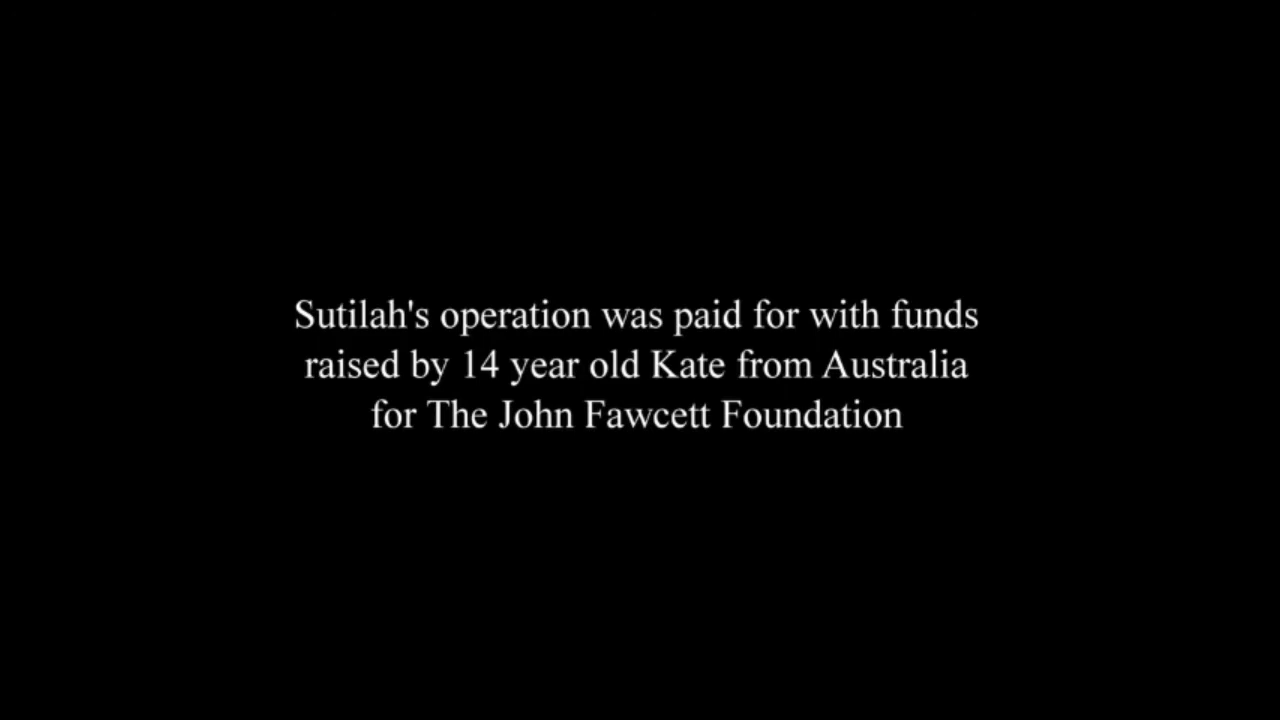 Sutilah's operation was paid for with funds
raised by 14 year old Kate from Australia
for The John Fawcett Foundation